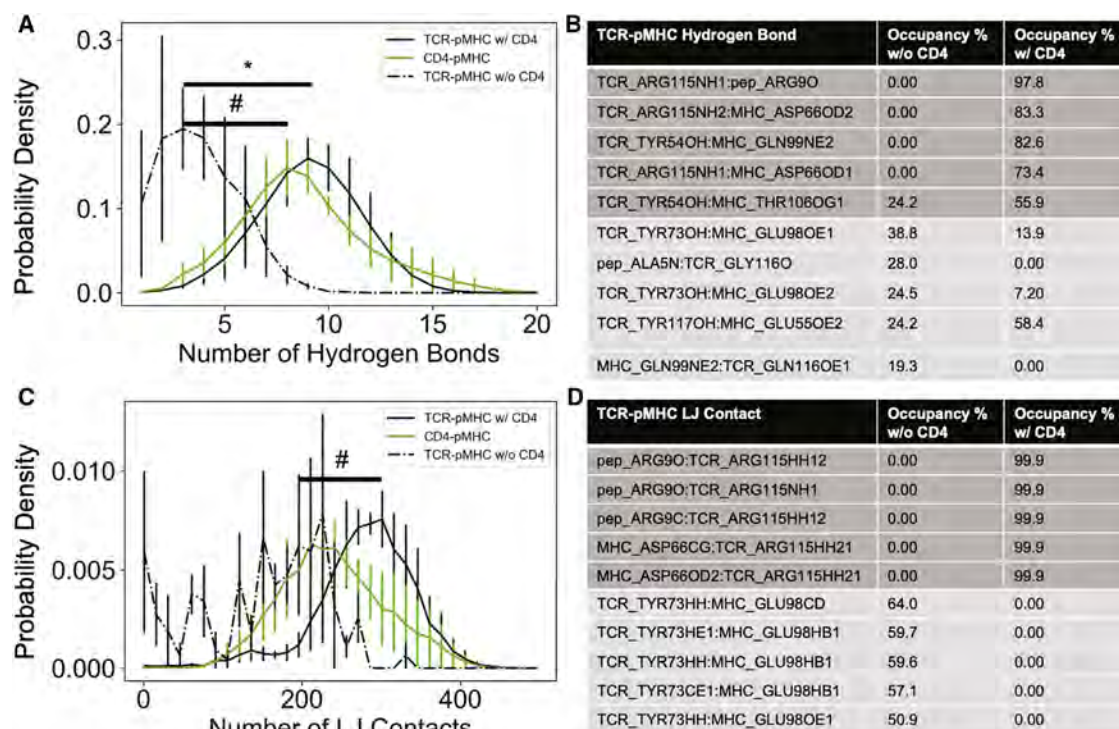 A
0.3
0.2
0.1
0.0
Probability Density
*
#
TCR-pMHC w/ CD4
CD4-pMHC
TCR-pMHC w/o CD4
5
10
15
20
Number of Hydrogen Bonds
B
TCR-pMHC Hydrogen Bond Occupancy % w/o CD4 Occupancy % w/ CD4
TCR_ARG115NH1:pep_ARG9O 0.00 97.8
TCR_ARG115NH2:MHC_ASP66OD2 0.00 83.3
TCR_TYR54OH:MHC_GLN99NE2 0.00 82.6
TCR_ARG115NH1:MHC_ASP66OD1 0.00 73.4
TCR_TYR54OH:MHC_THR106OG1 24.2 55.9
TCR_TYR73OH:MHC_GLU98OE1 38.8 13.9
pep_ALA5N:TCR_GLY116O 28.0 0.00
TCR_TYR73OH:MHC_GLU98OE2 24.5 7.20
TCR_TYR117OH:MHC_GLU55OE2 24.2 58.4
MHC_GLN99NE2:TCR_GLN116OE1 19.3 0.00
C
0.010
0.005
0.000
Probability Density
#
TCR-pMHC w/ CD4
CD4-pMHC
TCR-pMHC w/o CD4
0
200
400
Number of LJ Contacts
D
TCR-pMHC LJ Contact Occupancy % w/o CD4 Occupancy % w/ CD4
pep_ARG9O:TCR_ARG115HH12 0.00 99.9
pep_ARG9O:TCR_ARG115NH1 0.00 99.9
pep_ARG9C:TCR_ARG115HH12 0.00 99.9
MHC_ASP66CG:TCR_ARG115HH21 0.00 99.9
MHC_ASP66OD2:TCR_ARG115HH21 0.00 99.9
TCR_TYR73HH:MHC_GLU98CD 64.0 0.00
TCR_TYR73HE1:MHC_GLU98HB1 59.7 0.00
TCR_TYR73HH:MHC_GLU98HB1 59.6 0.00
TCR_TYR73CE1:MHC_GLU98HB1 57.1 0.00
TCR_TYR73HH:MHC_GLU98OE1 50.9 0.00